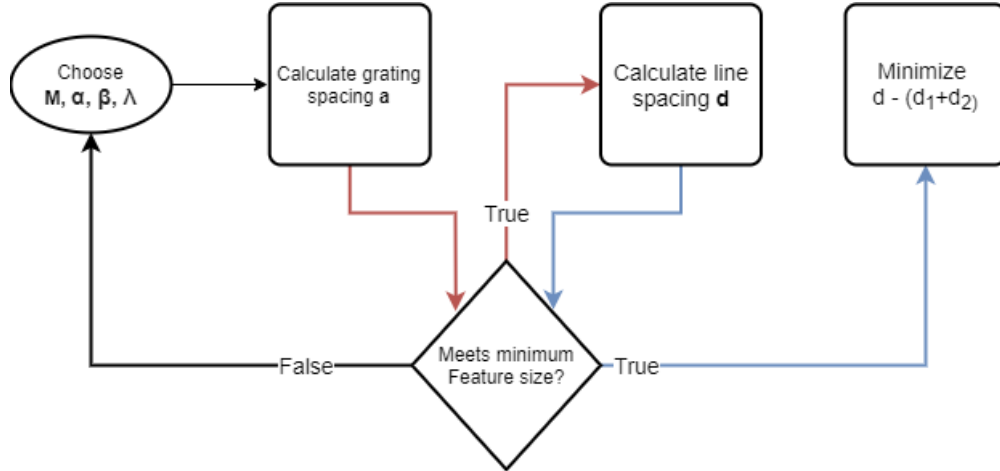 Choose
M, α, β, λ
Calculate grating
spacing a
Calculate line
spacing d
Minimize
d - (d₁+d₂)
True
Meets minimum
Feature size?
False
True